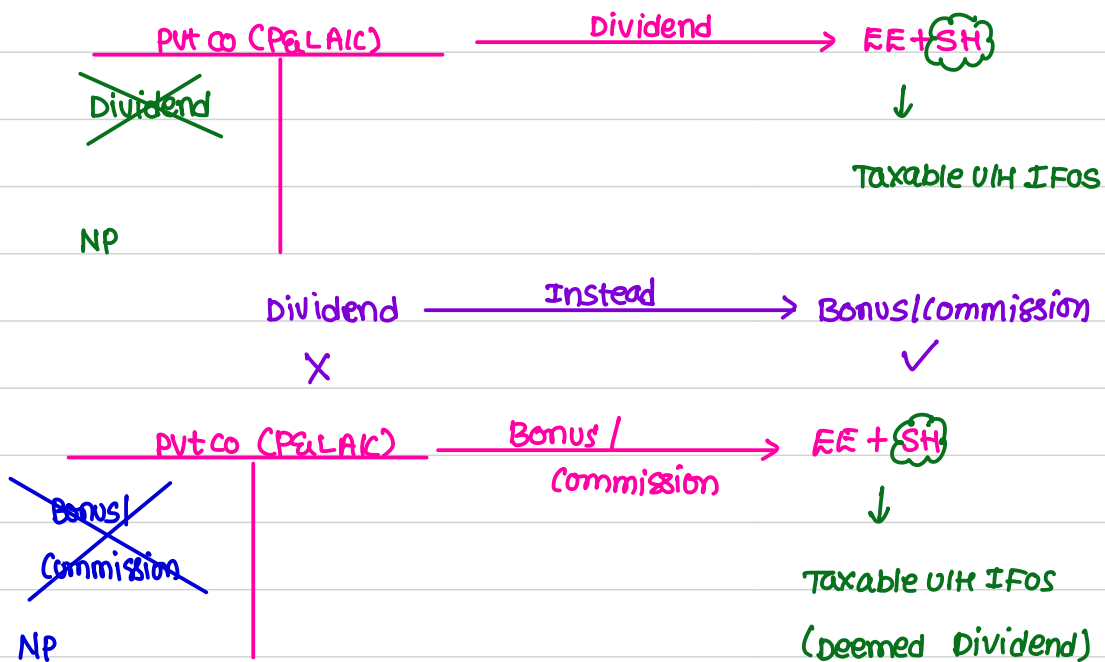 Pvt co (P&L A/C) Dividend EE + SH
Dividend
Taxable U/H IFOS
NP
Dividend Instead Bonus/Commission
Pvt co (P&L A/C) Bonus / EE + SH
Commission
Bonus/
Commission
Taxable U/H IFOS
NP (Deemed Dividend)